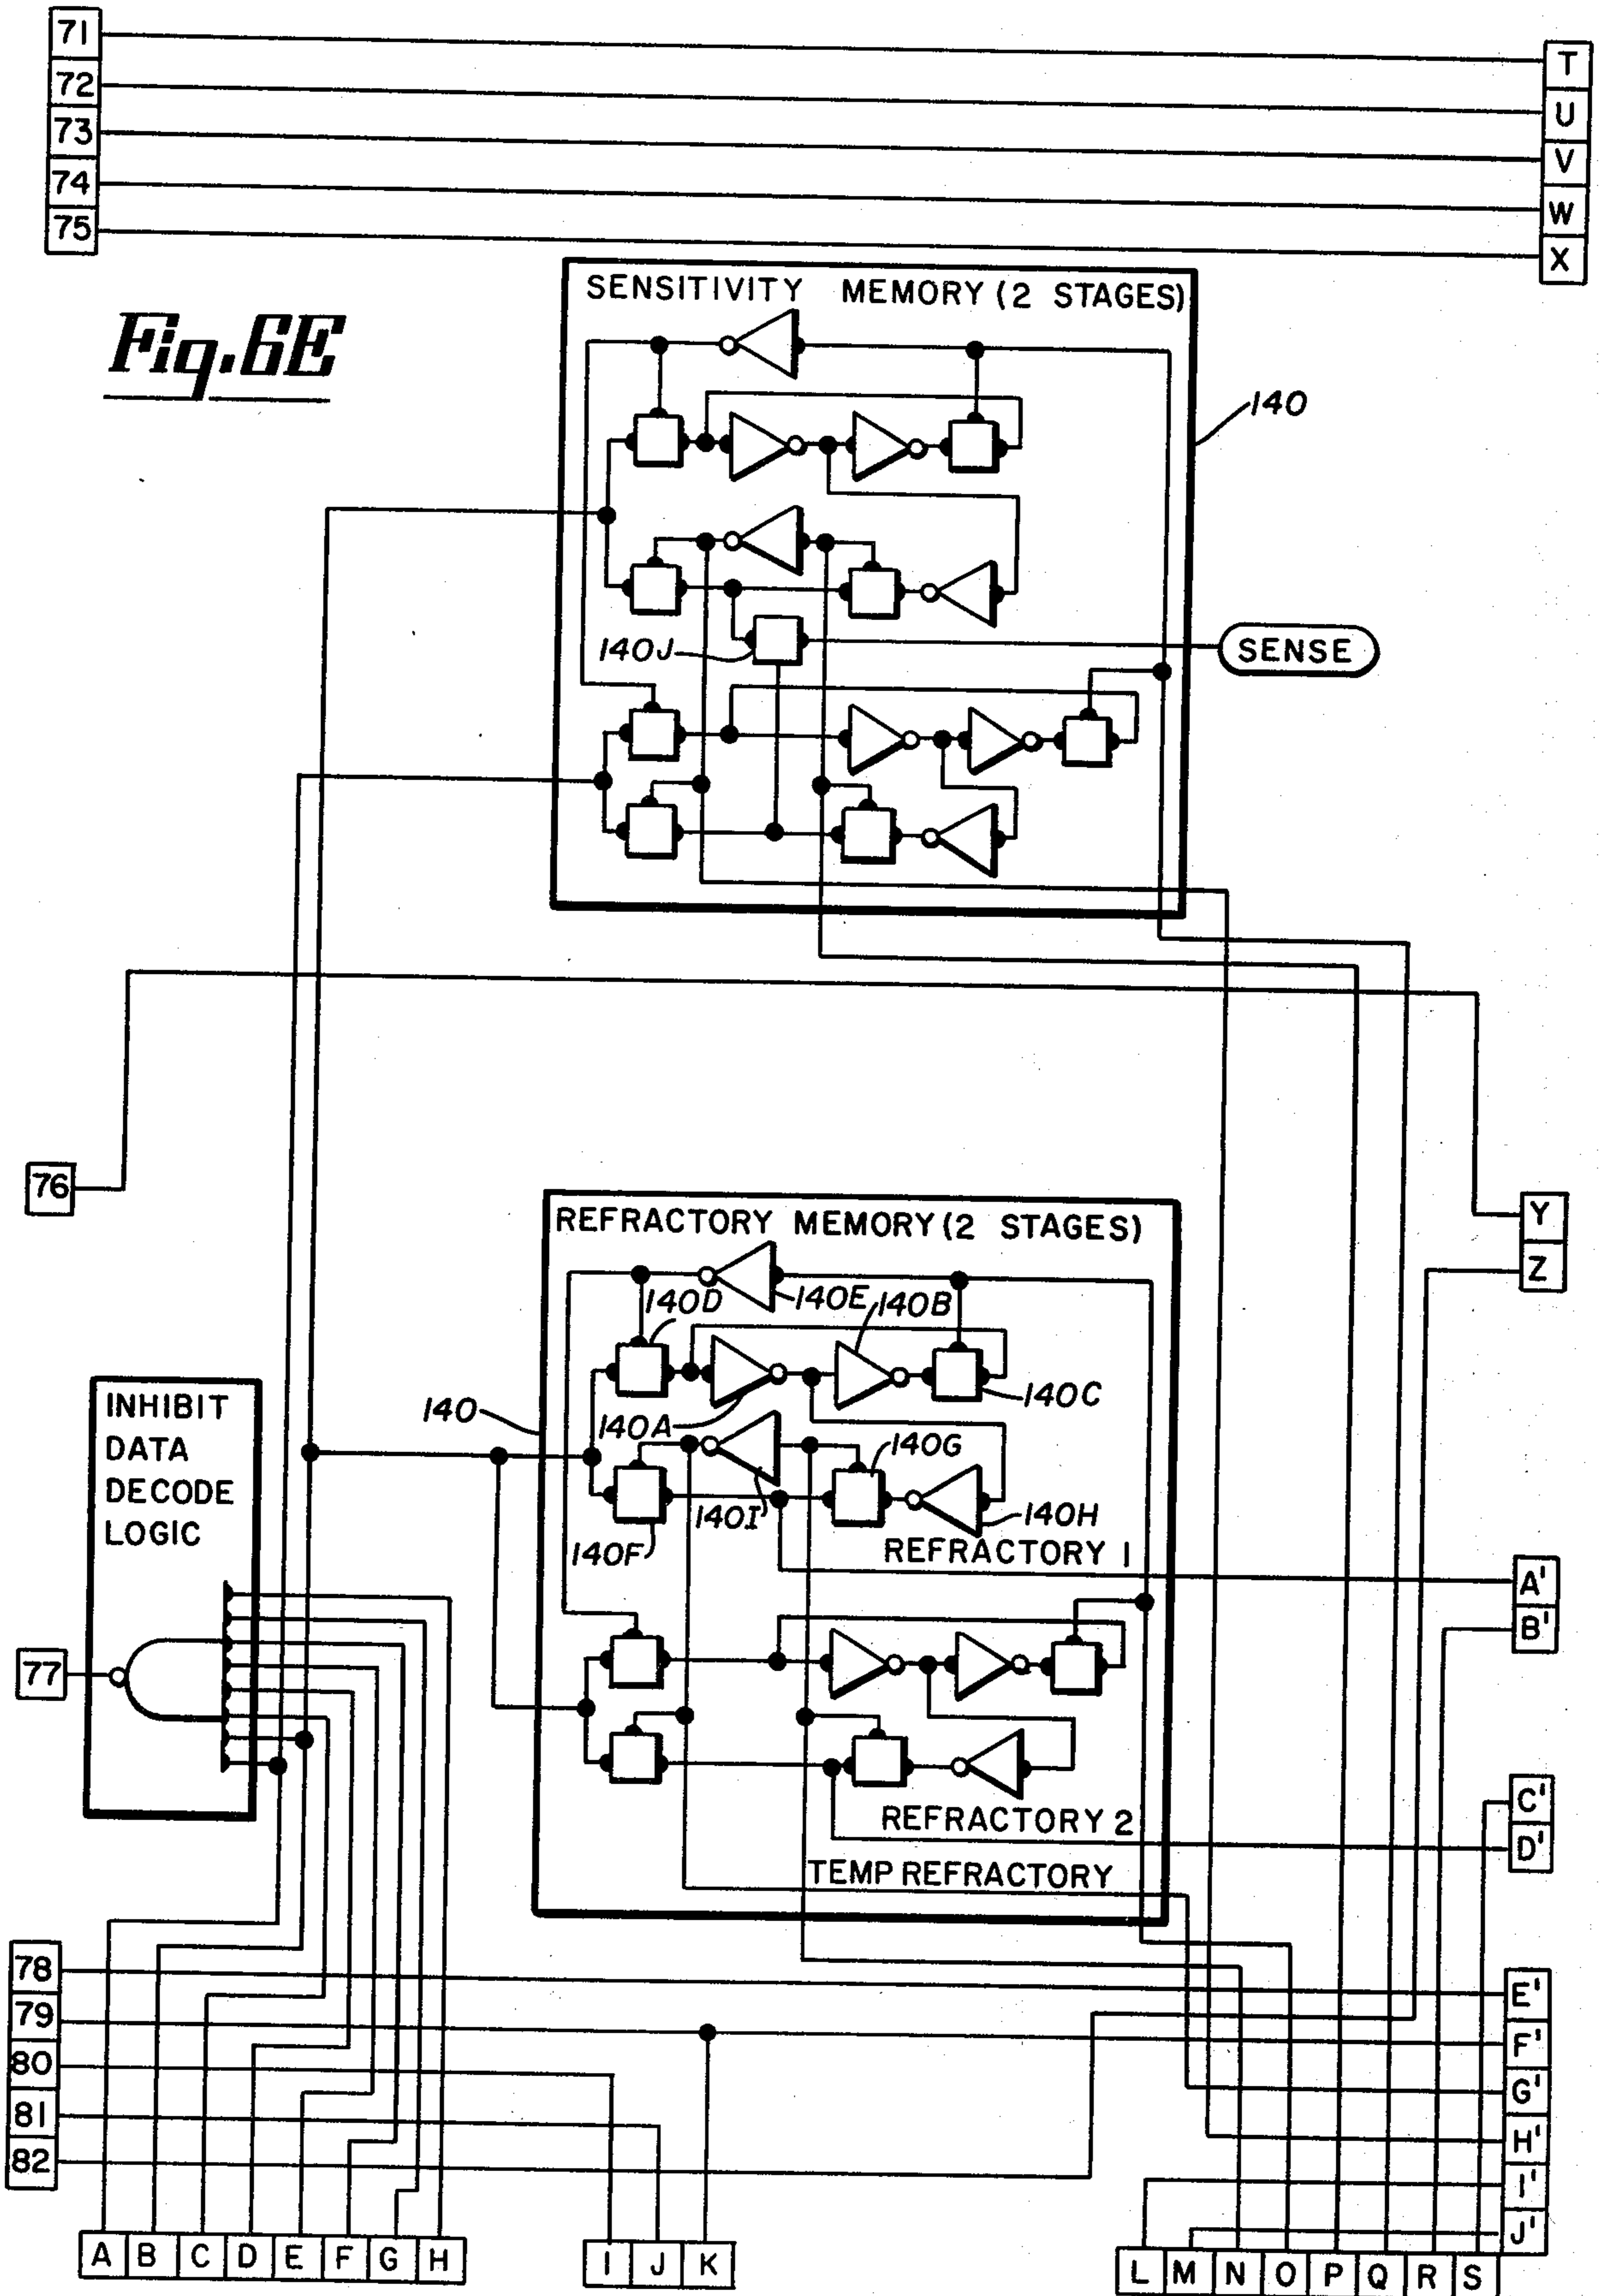 71
T
72
U
73
V
74
W
75
X
Fig. 6E
SENSITIVITY MEMORY (2 STAGES)
140
140J
SENSE
76
Y
Z
REFRACTORY MEMORY (2 STAGES)
140D
140E
140B
140C
140
140A
140G
140I
140H
140F
REFRACTORY 1
INHIBIT
DATA
DECODE
LOGIC
A'
B'
77
REFRACTORY 2
C'
D'
TEMP REFRACTORY
78
E'
79
F'
80
G'
81
H'
82
I'
J'
A B C D E F G H
I J K
L M N O P Q R S